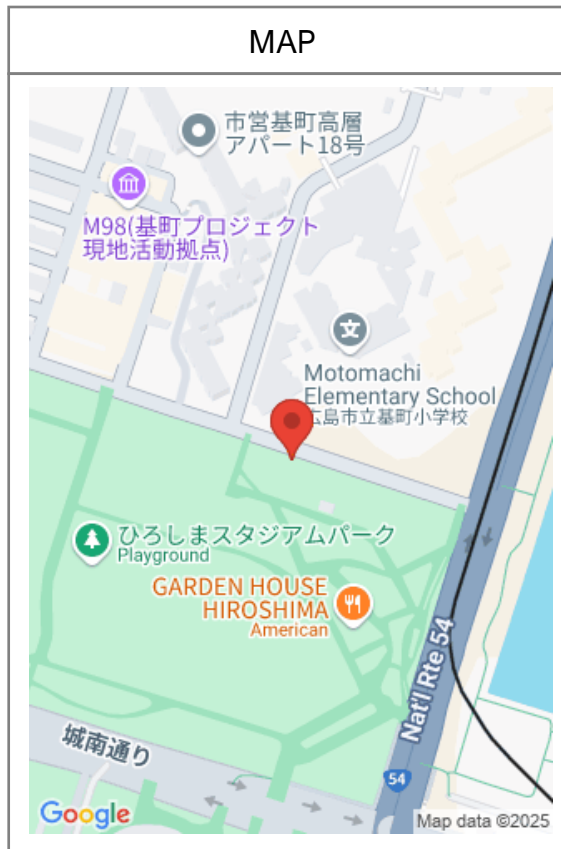 MAP
市営基町高層
アパート18号
M98(基町プロジェクト
現地活動拠点)
文
Motomachi
Elementary School
広島市立基町小学校
ひろしまスタジアムパーク
Playground
GARDEN HOUSE
HIROSHIMA
American
Nat'l Rte 54
城南通り
54
Google
Map data ©2025